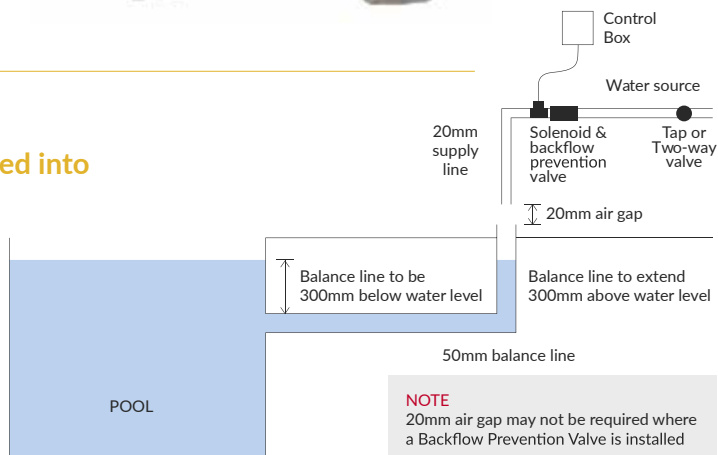 Control
Box
Water source
20mm
supply
line
Solenoid &
backflow
prevention
valve
Tap or
Two-way
valve
ed into
20mm air gap
Balance line to be
300mm below water level
Balance line to extend
300mm above water level
50mm balance line
POOL
NOTE
20mm air gap may not be required where
a Backflow Prevention Valve is installed